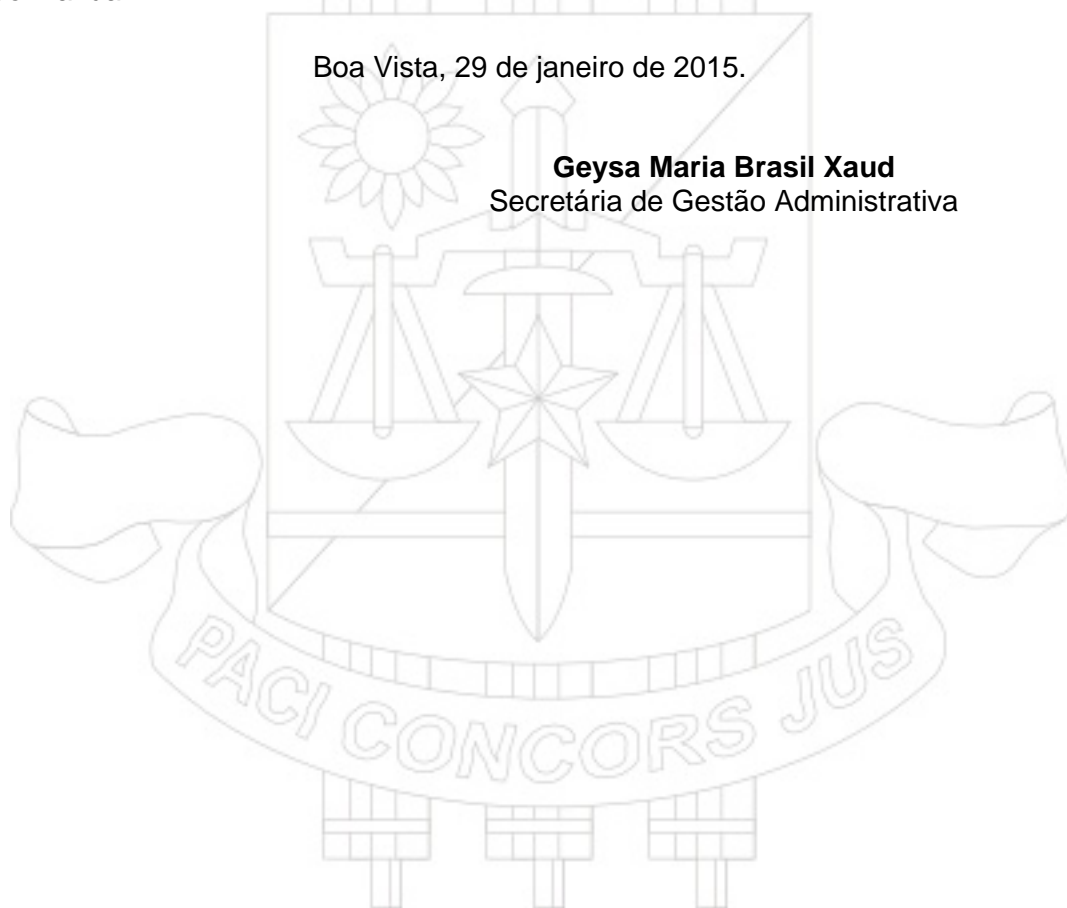 Boa Vista, 29 de janeiro de 2015.
Geysa Maria Brasil Xaud
Secretária de Gestão Administrativa
PACI CONCORS JUS